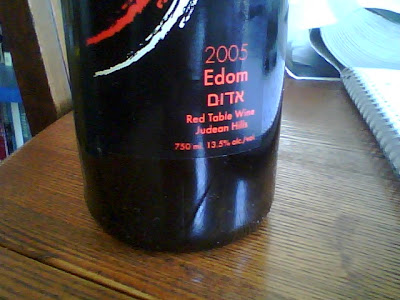 2005
Edom
אדום
Red Table Wine
Judean Hills
750 ml. 13.5% alc./vol.